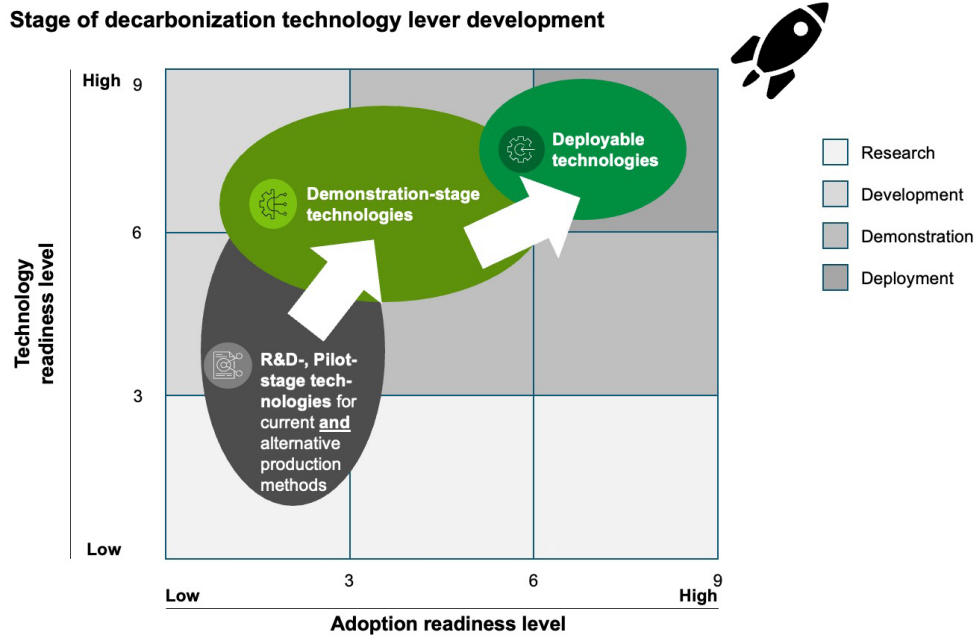 Stage of decarbonization technology lever development
High 9
6
3
Low
Technology
readiness level
Demonstration-stage
technologies
Deployable
technologies
R&D-, Pilot-
stage tech-
nologies for
current and
alternative
production
methods
3
6
9
Low
High
Adoption readiness level
Research
Development
Demonstration
Deployment